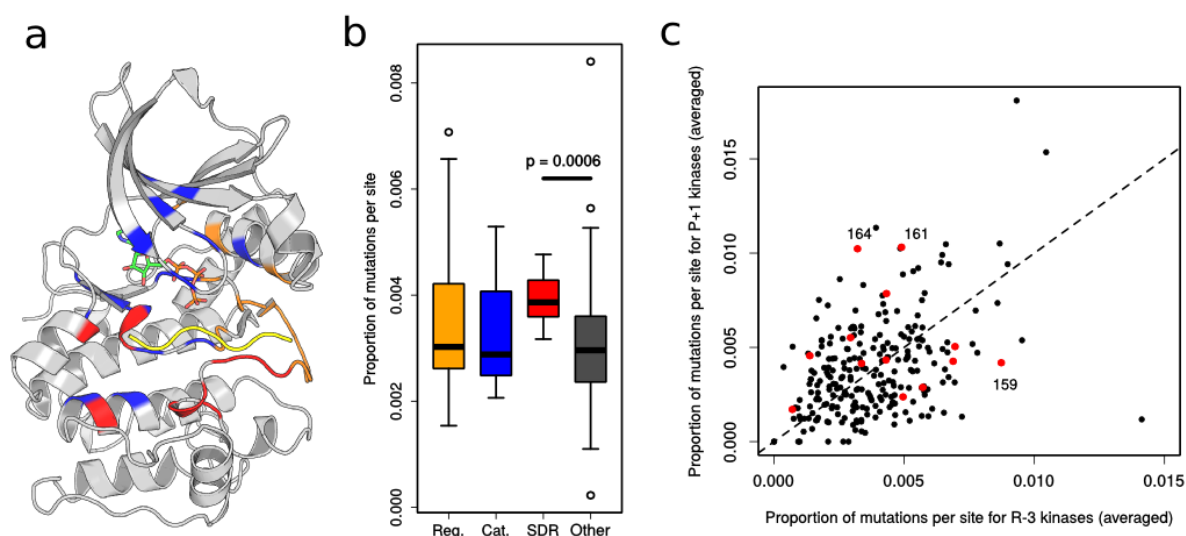 a
b
c
Proportion of mutations per site
0.000
0.002
0.004
0.006
0.008
p = 0.0006
Reg.
Cat.
SDR
Other
Proportion of mutations per site for P+1 kinases (averaged)
0.000
0.005
0.010
0.015
164
161
159
0.000
0.005
0.010
0.015
Proportion of mutations per site for R-3 kinases (averaged)